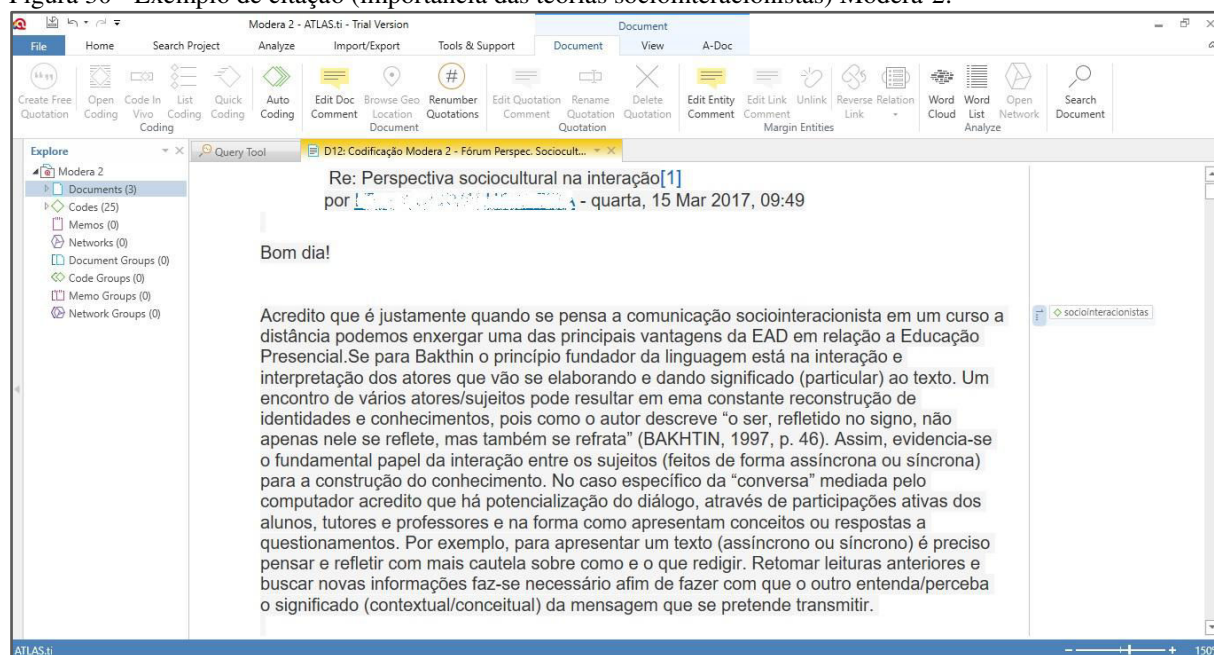 Figura 30 - Exemplo de citação (importância das teorias sociointeracionistas) Modera 2.
Modera 2 - ATLAS.ti - Trial Version
Document
File Home Search Project Analyze Import/Export Tools & Support Document View A-Doc
Create Free Quotation
Open Coding
Code In Vivo
List Coding
Quick Coding
Coding
Auto Coding
Edit Doc Comment
Browse Geo Location
Renumber Quotations
Document
Edit Quotation Comment
Rename Quotation
Delete Quotation
Quotation
Edit Entity Comment
Edit Link Comment
Unlink
Reverse Link
Relation
Margin Entities
Word Cloud
Word List
Open Network
Analyze
Search Document
Explore
Query Tool
D12: Codificação Modera 2 - Fórum Perspec. Sociocult...
Modera 2
Documents (3)
Codes (25)
Memos (0)
Networks (0)
Document Groups (0)
Code Groups (0)
Memo Groups (0)
Network Groups (0)
Re: Perspectiva sociocultural na interação[1]
por - quarta, 15 Mar 2017, 09:49
Bom dia!
Acredito que é justamente quando se pensa a comunicação sociointeracionista em um curso a
distância podemos enxergar uma das principais vantagens da EAD em relação a Educação
Presencial.Se para Bakthin o princípio fundador da linguagem está na interação e
interpretação dos atores que vão se elaborando e dando significado (particular) ao texto. Um
encontro de vários atores/sujeitos pode resultar em ema constante reconstrução de
identidades e conhecimentos, pois como o autor descreve “o ser, refletido no signo, não
apenas nele se reflete, mas também se refrata” (BAKHTIN, 1997, p. 46). Assim, evidencia-se
o fundamental papel da interação entre os sujeitos (feitos de forma assíncrona ou síncrona)
para a construção do conhecimento. No caso específico da “conversa” mediada pelo
computador acredito que há potencialização do diálogo, através de participações ativas dos
alunos, tutores e professores e na forma como apresentam conceitos ou respostas a
questionamentos. Por exemplo, para apresentar um texto (assíncrono ou síncrono) é preciso
pensar e refletir com mais cautela sobre como e o que redigir. Retomar leituras anteriores e
buscar novas informações faz-se necessário afim de fazer com que o outro entenda/perceba
o significado (contextual/conceitual) da mensagem que se pretende transmitir.
sociointeracionistas
ATLAS.ti